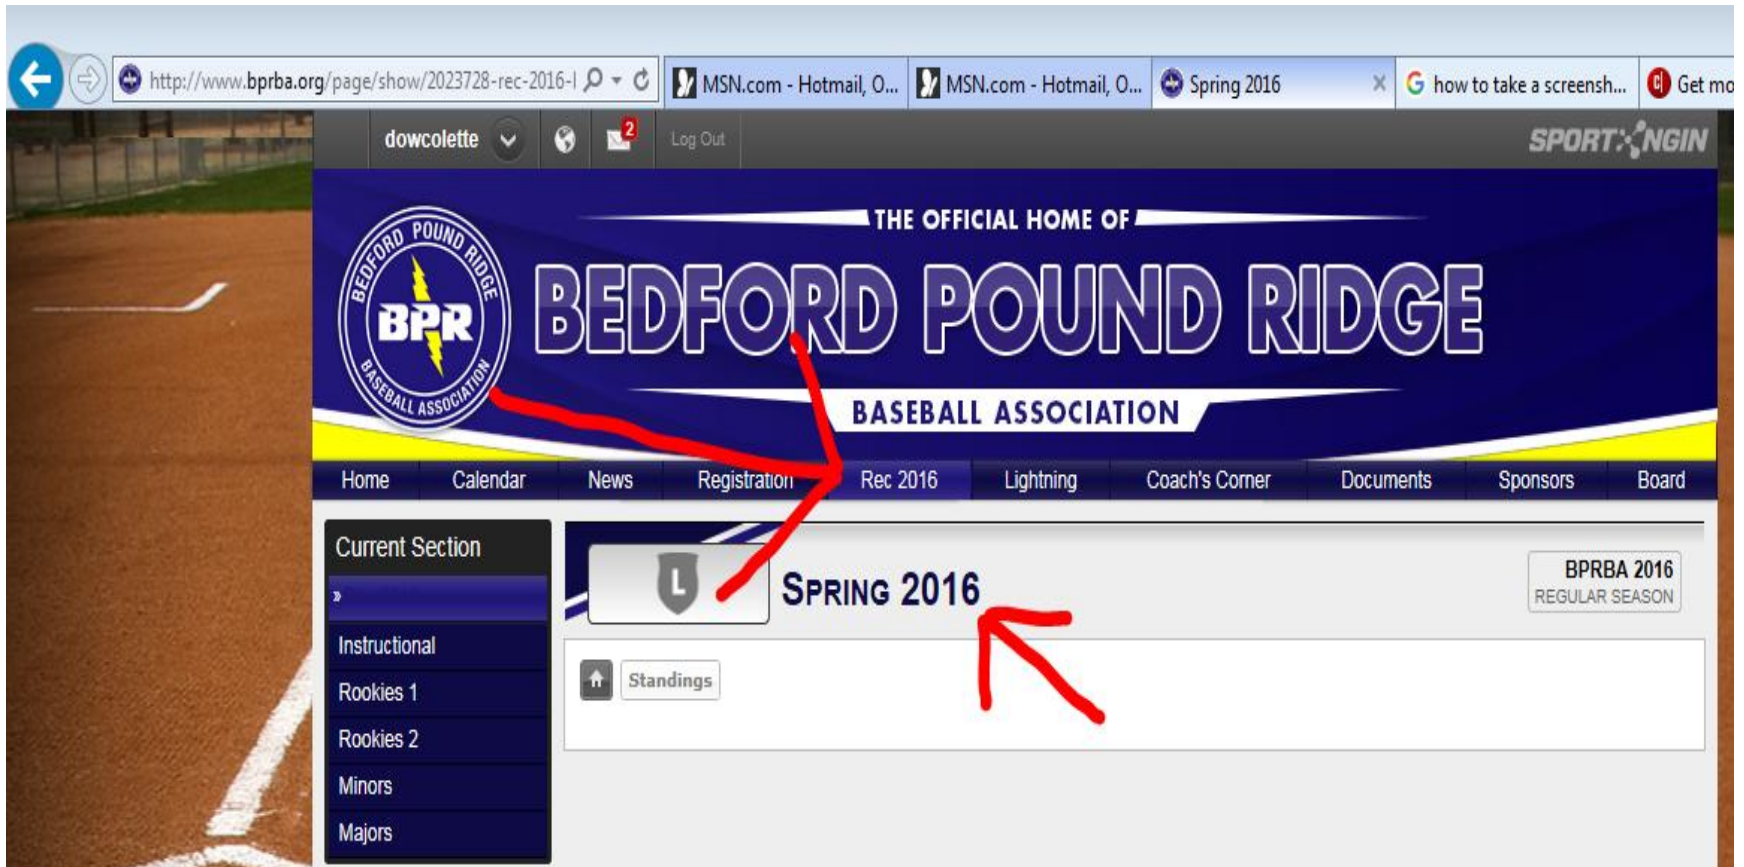 http://www.bprba.org/page/show/2023728-rec-2016-l
MSN.com - Hotmail, O...
MSN.com - Hotmail, O...
Spring 2016
how to take a screensh...
Get mo
dowcolette
2
Log Out
SPORT NGIN
THE OFFICIAL HOME OF
BEDFORD POUND RIDGE
BASEBALL ASSOCIATION
BEDFORD POUND RIDGE
BPR
BASEBALL ASSOCIATION
Home Calendar News Registration Rec 2016 Lightning Coach's Corner Documents Sponsors Board
Current Section
»
Instructional
Rookies 1
Rookies 2
Minors
Majors
L
SPRING 2016
BPRBA 2016
REGULAR SEASON
Standings